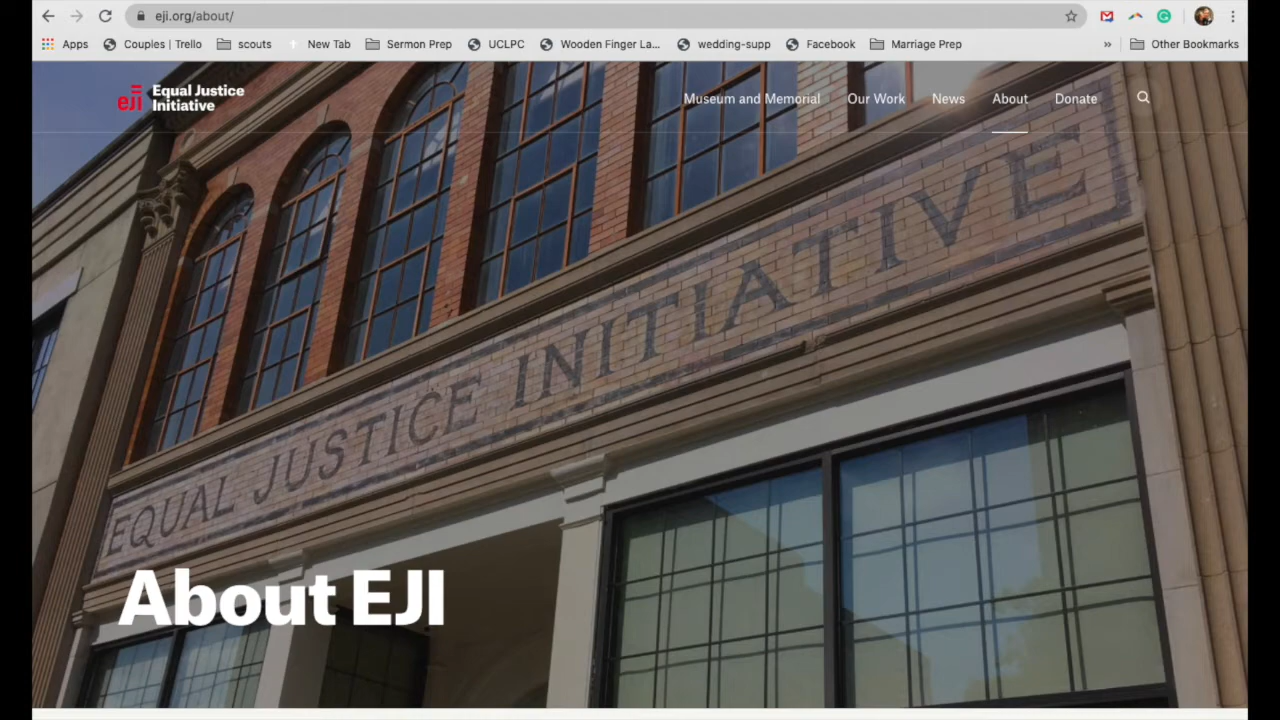 eji.org/about/
Apps Couples | Trello scouts New Tab Sermon Prep UCLPC Wooden Finger La... wedding-supp Facebook Marriage Prep » Other Bookmarks
eji Equal Justice
Initiative
Museum and Memorial Our Work News About Donate
EQUAL JUSTICE INITIATIVE
About EJI